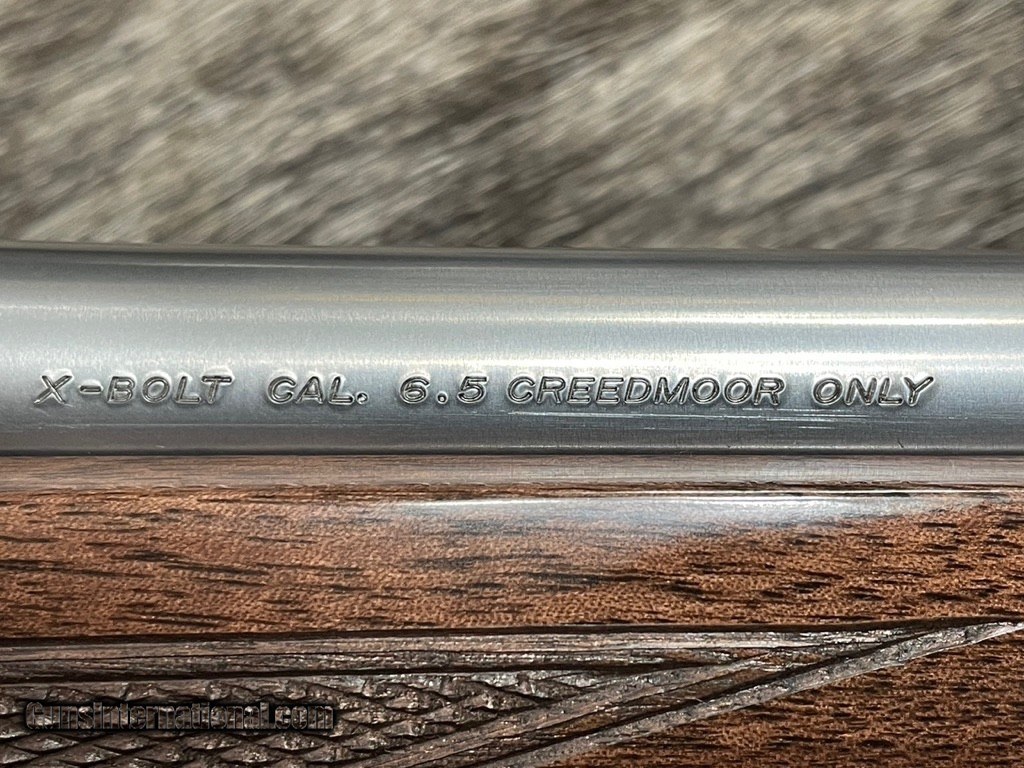 X-BOLT CAL. 6.5 CREEDMOOR ONLY
GunsInternational.com